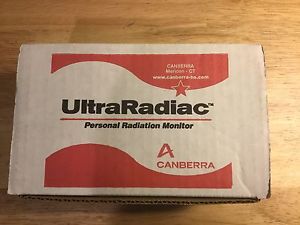 CANBERRA
Meriden - CT
www.canberra-hs.com
UltraRadiac™
Personal Radiation Monitor
CANBERRA